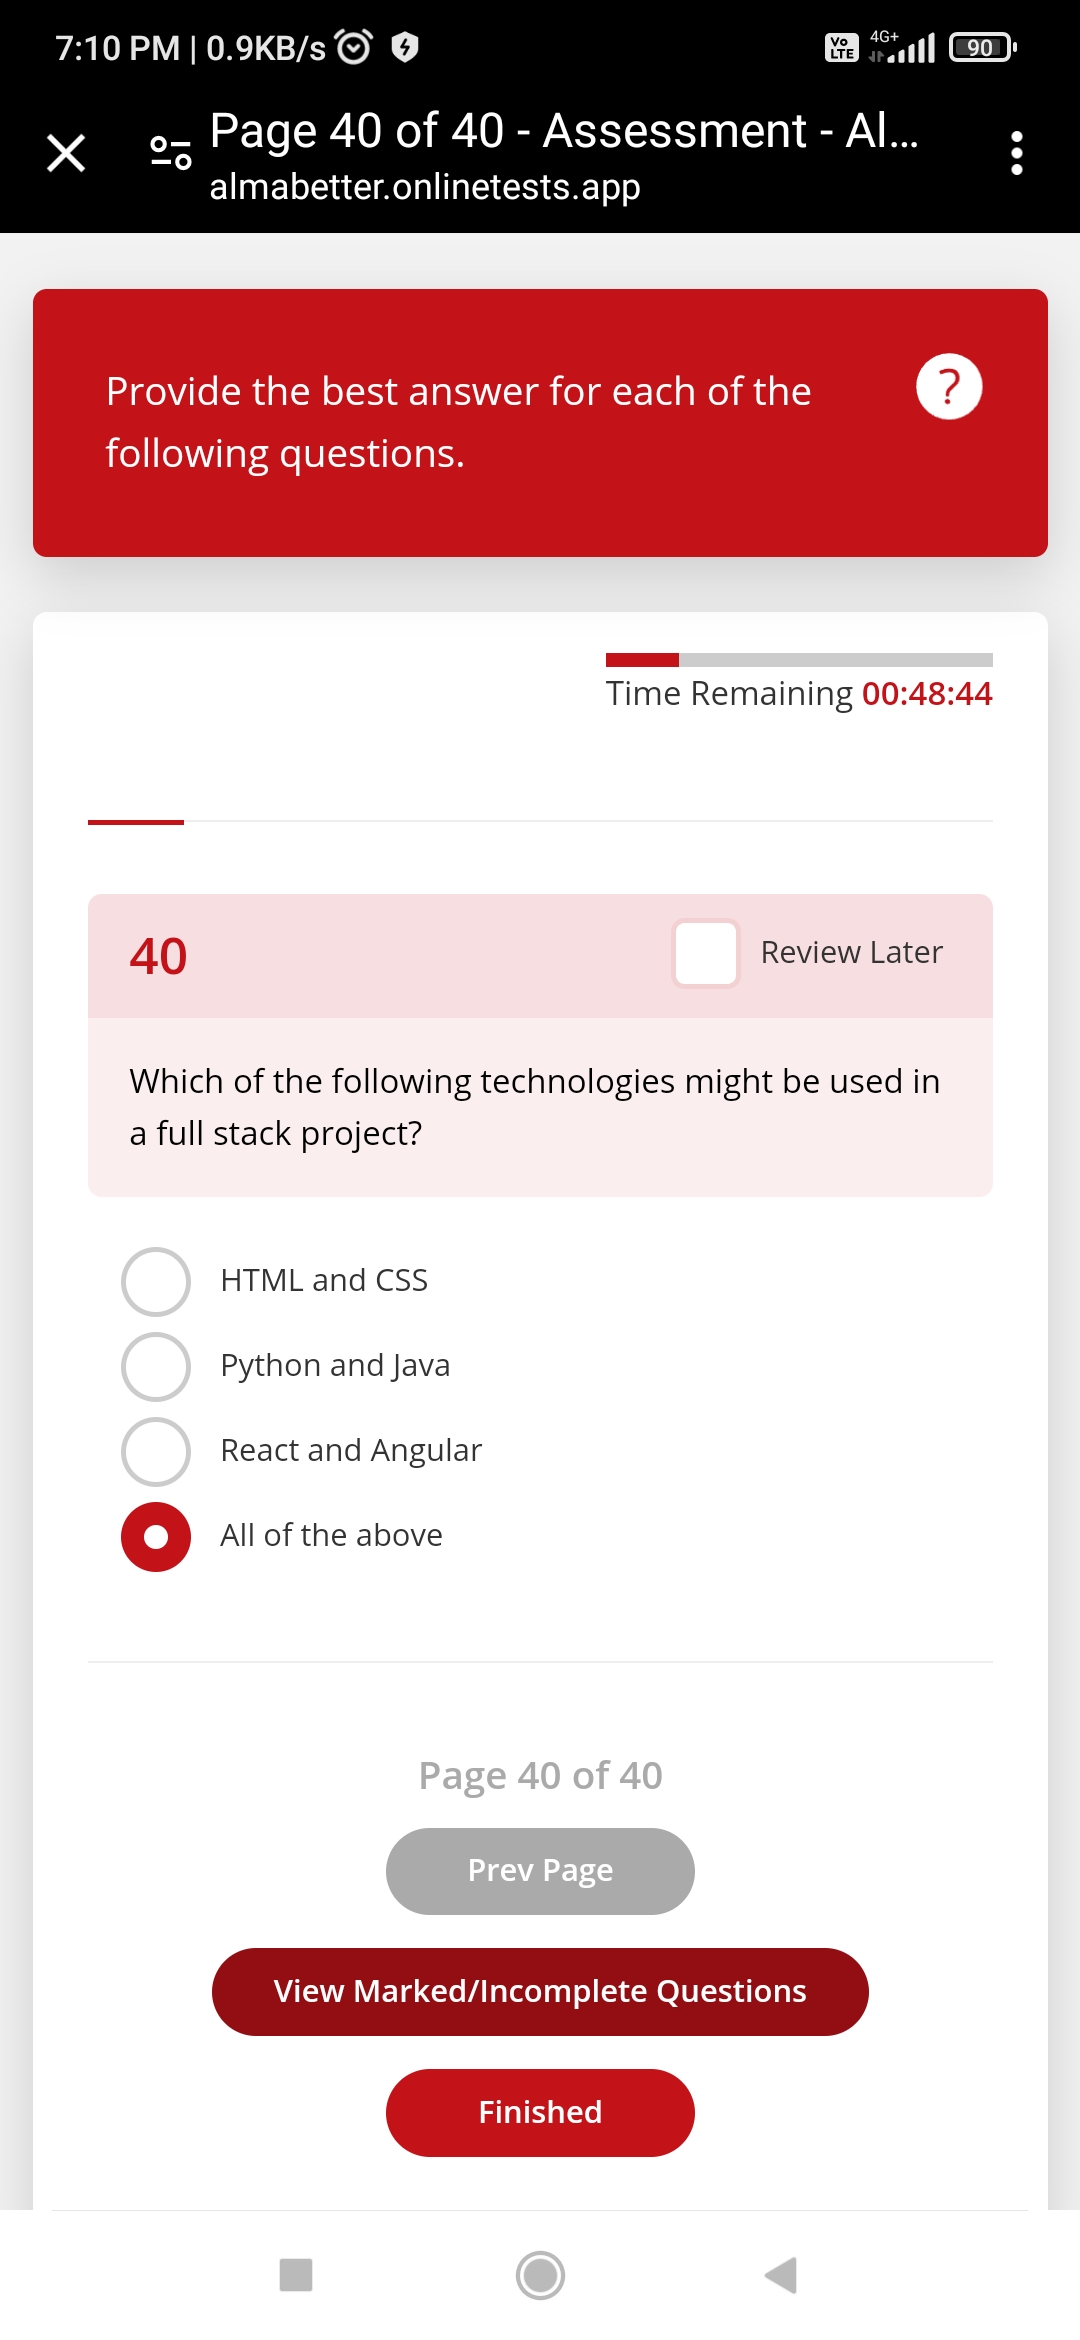 7:10 PM | 0.9KB/s
Vo LTE 4G+ 90
Page 40 of 40 - Assessment - Al...
almabetter.onlinetests.app
Provide the best answer for each of the
following questions.
?
Time Remaining 00:48:44
40
Review Later
Which of the following technologies might be used in
a full stack project?
HTML and CSS
Python and Java
React and Angular
All of the above
Page 40 of 40
Prev Page
View Marked/Incomplete Questions
Finished